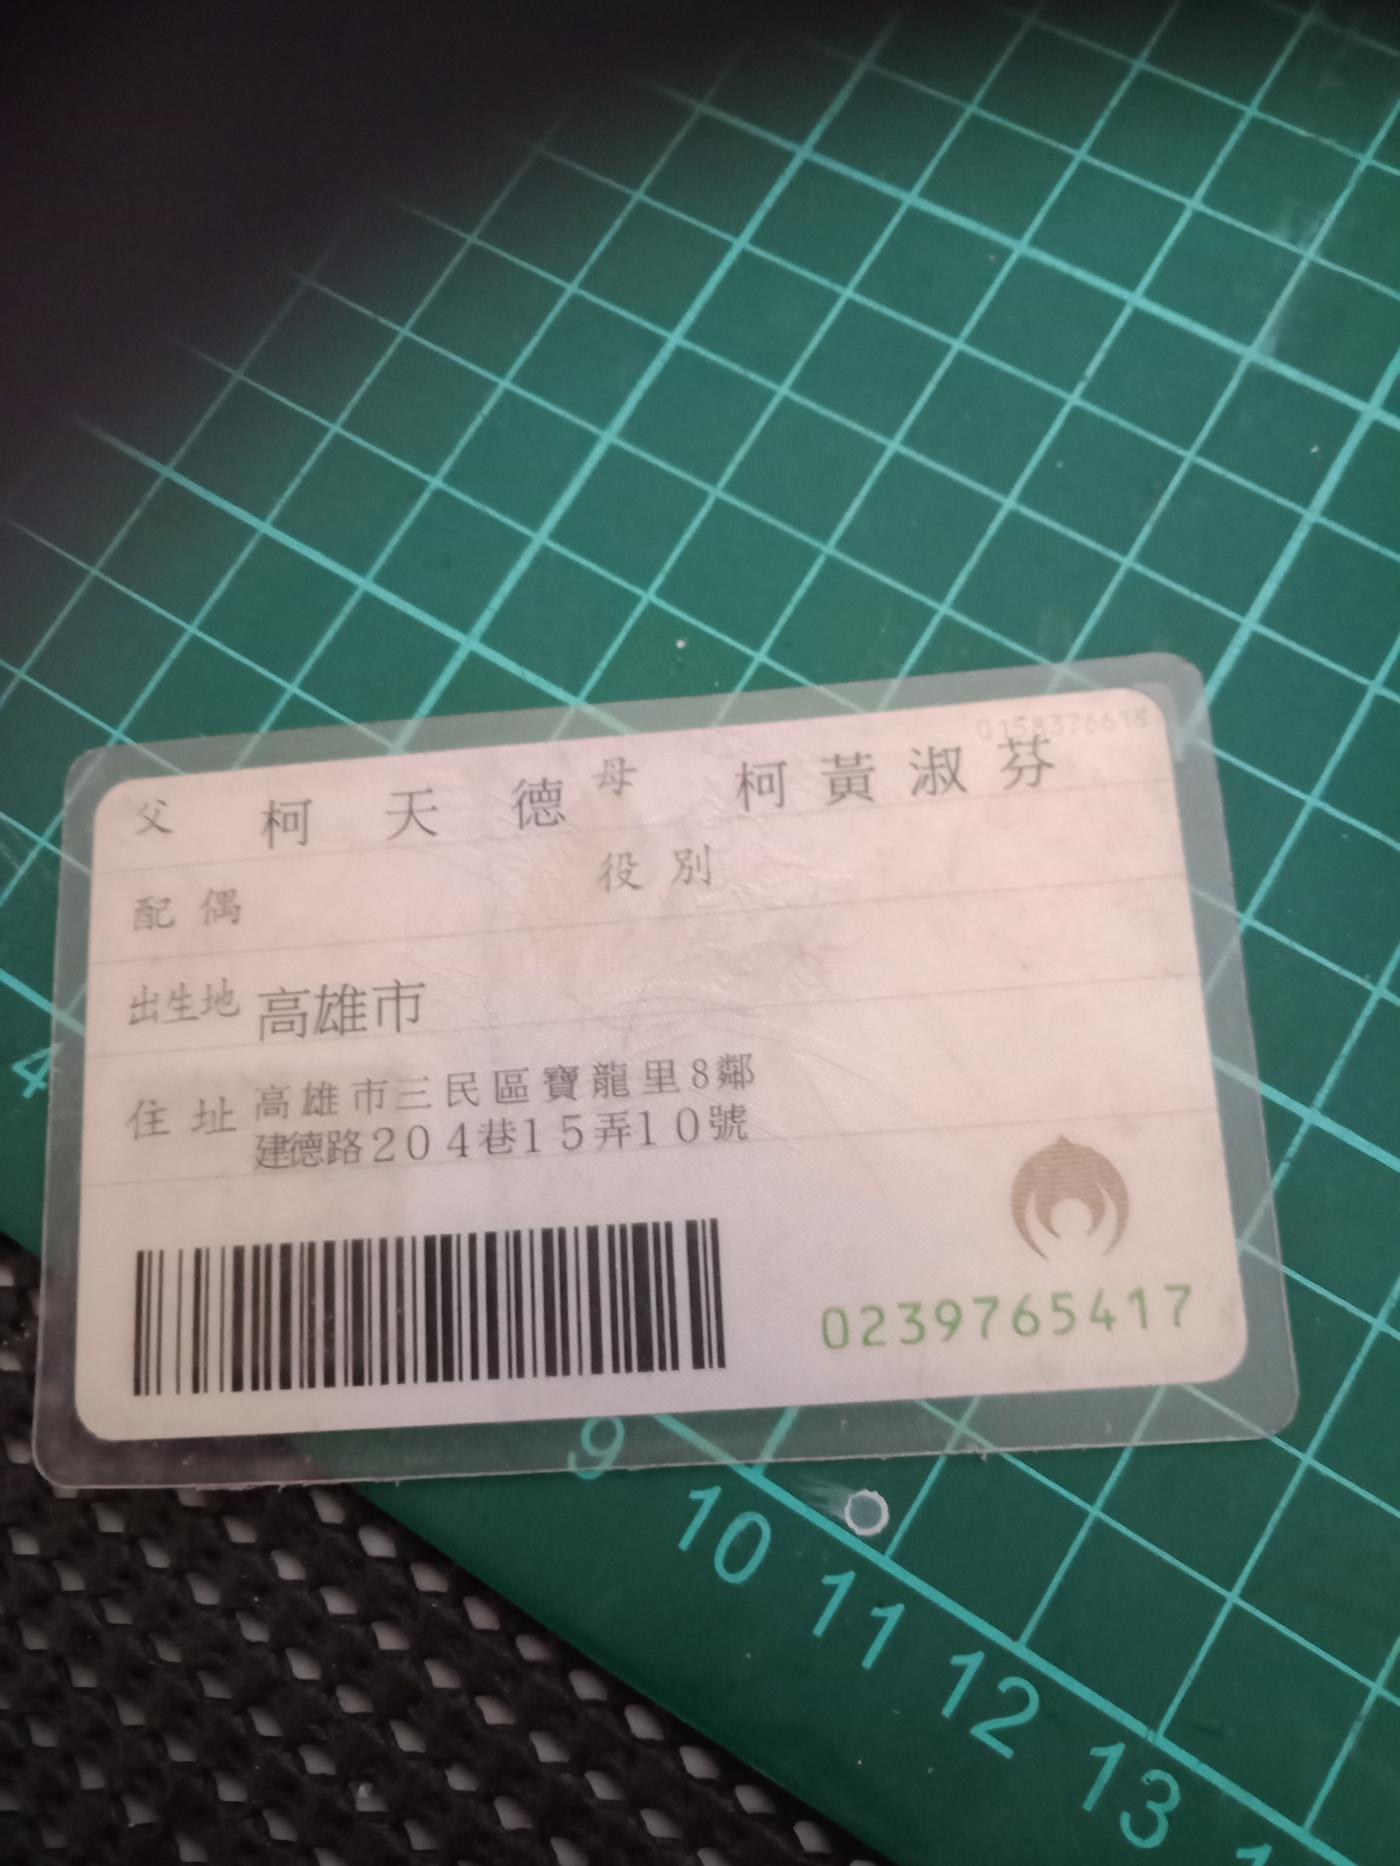 0158376618
父 柯天德 母 柯黃淑芬
配偶 役別
出生地 高雄市
住址 高雄市三民區寶龍里8鄰
建德路204巷15弄10號
0239765417
4
9
10
11
12
13